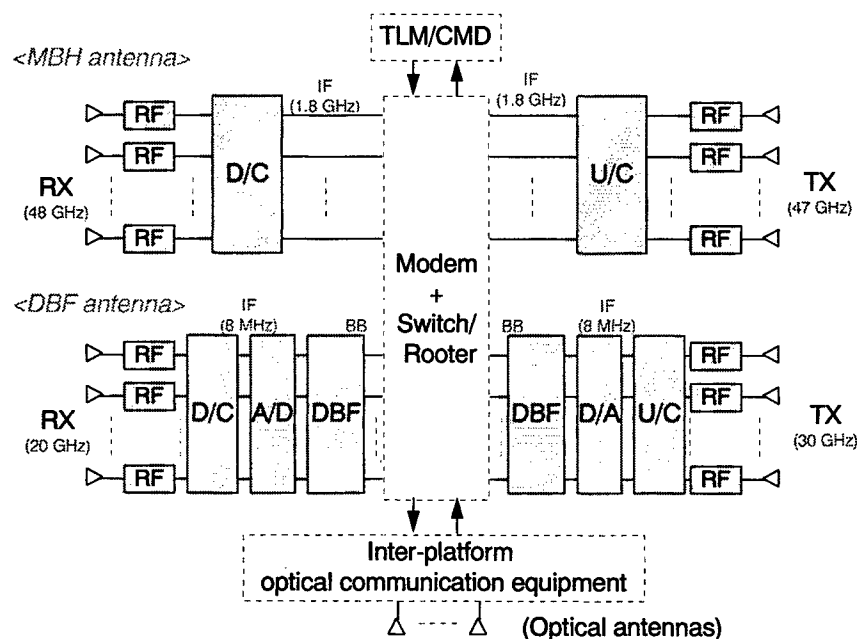 TLM/CMD
<MBH antenna>
IF
(1.8 GHz)
IF
(1.8 GHz)
RF
RF
RF
RF
D/C
U/C
RX
(48 GHz)
TX
(47 GHz)
RF
RF
Modem
+
Switch/
Rooter
<DBF antenna>
IF
(8 MHz)
BB
BB
IF
(8 MHz)
RF
RF
RF
RF
D/C
A/D
DBF
DBF
D/A
U/C
RX
(20 GHz)
TX
(30 GHz)
RF
RF
Inter-platform
optical communication equipment
(Optical antennas)